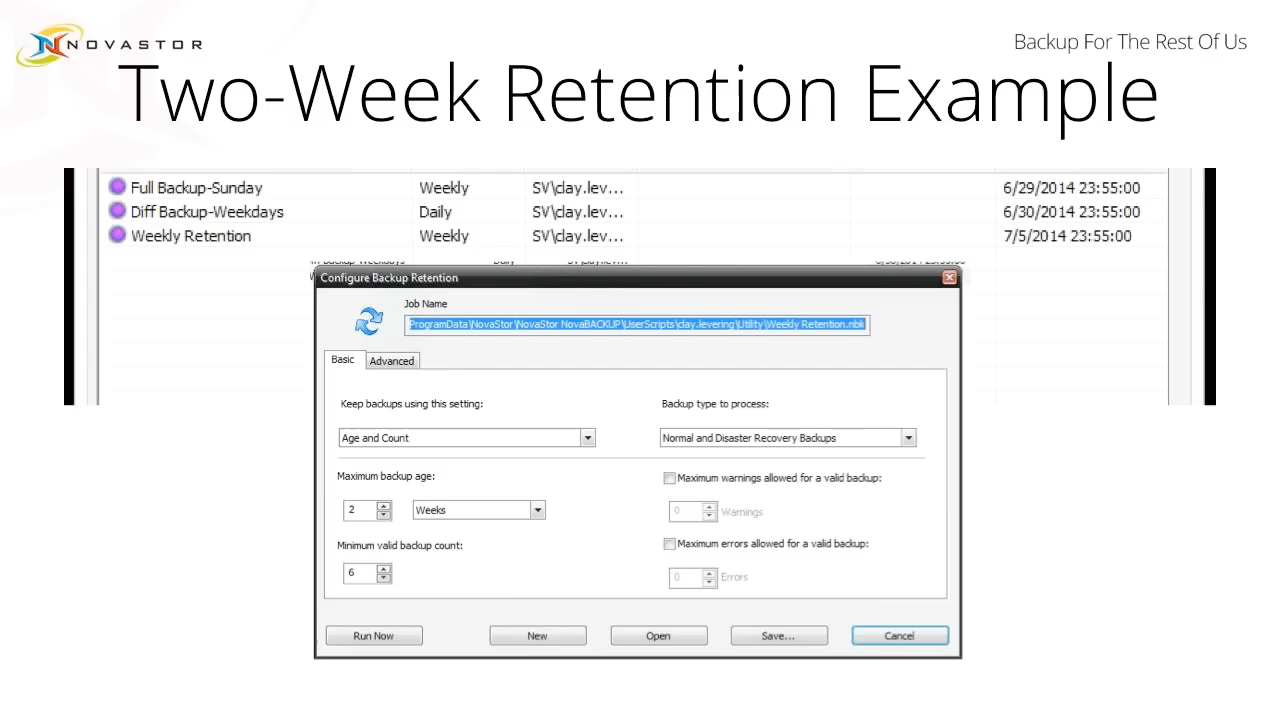 NOVASTOR
Backup For The Rest Of Us
Two-Week Retention Example
Full Backup-Sunday Weekly SV\clay.lev... 6/29/2014 23:55:00
Diff Backup-Weekdays Daily SV\clay.lev... 6/30/2014 23:55:00
Weekly Retention Weekly SV\clay.lev... 7/5/2014 23:55:00
Configure Backup Retention
Job Name
ProgramData\NovaStor\NovaStor NovaBACKUP\UserScripts\clay.levering\Utility\Weekly Retention.nbk
Basic Advanced
Keep backups using this setting: Backup type to process:
Age and Count Normal and Disaster Recovery Backups
Maximum backup age: Maximum warnings allowed for a valid backup:
2 Weeks 0 Warnings
Minimum valid backup count: Maximum errors allowed for a valid backup:
6 0 Errors
Run Now New Open Save... Cancel